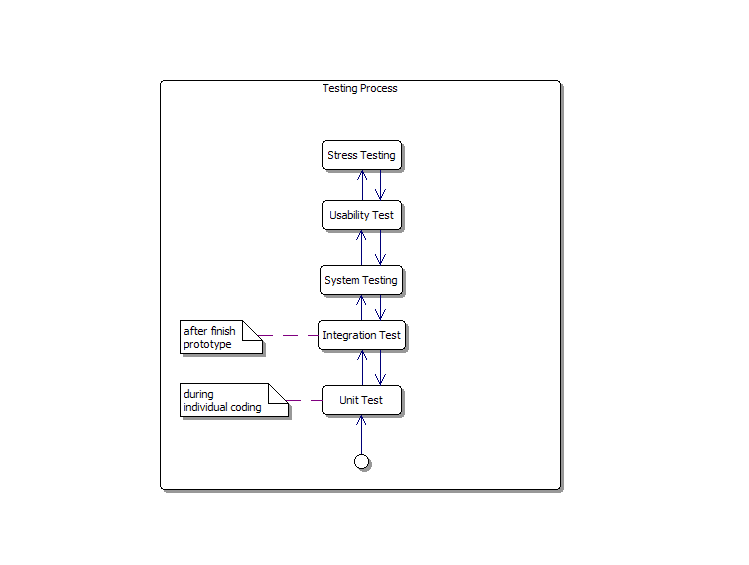 Testing Process
Stress Testing
Usability Test
System Testing
after finish
prototype
Integration Test
during
individual coding
Unit Test